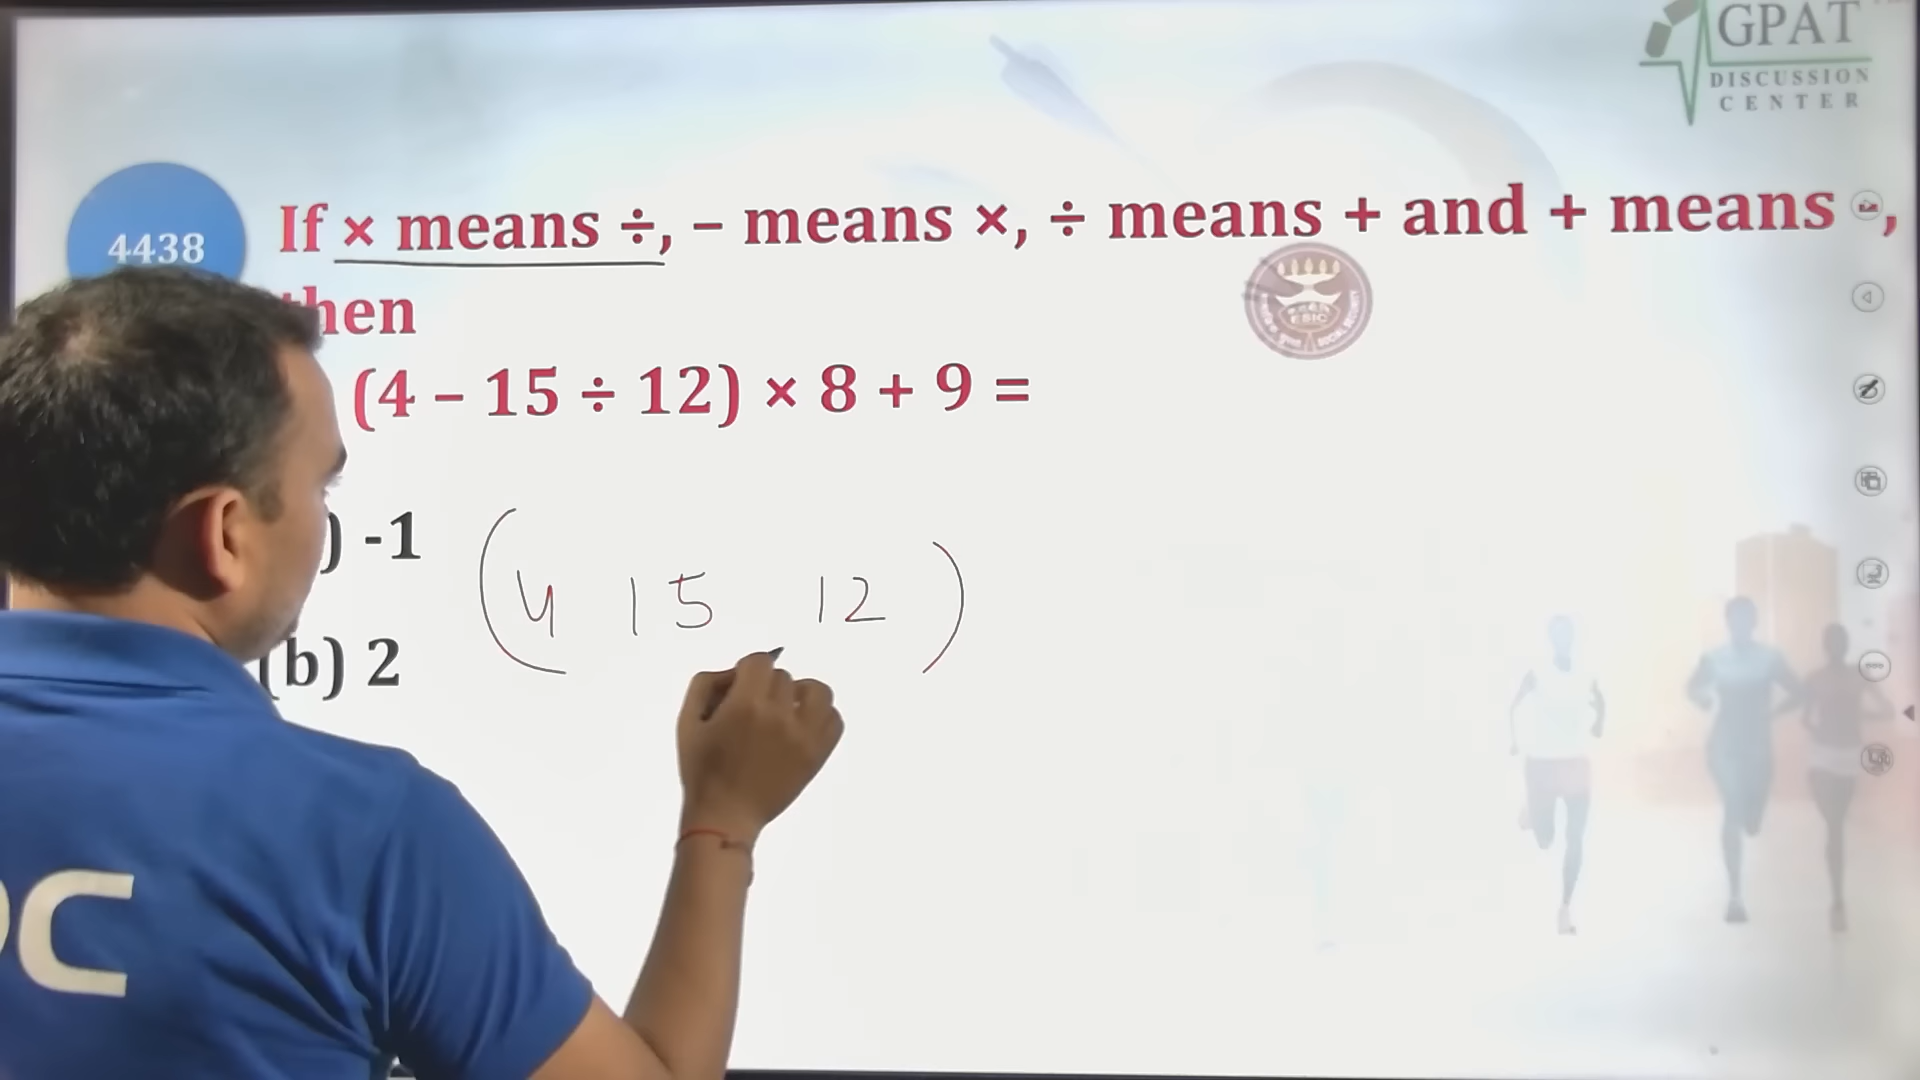 GPAT
DISCUSSION
CENTER
4438
If × means ÷, – means ×, ÷ means + and + means -,
then
(4 – 15 ÷ 12) × 8 + 9 =
) -1
(4 15 12)
(b) 2
ESIC
C